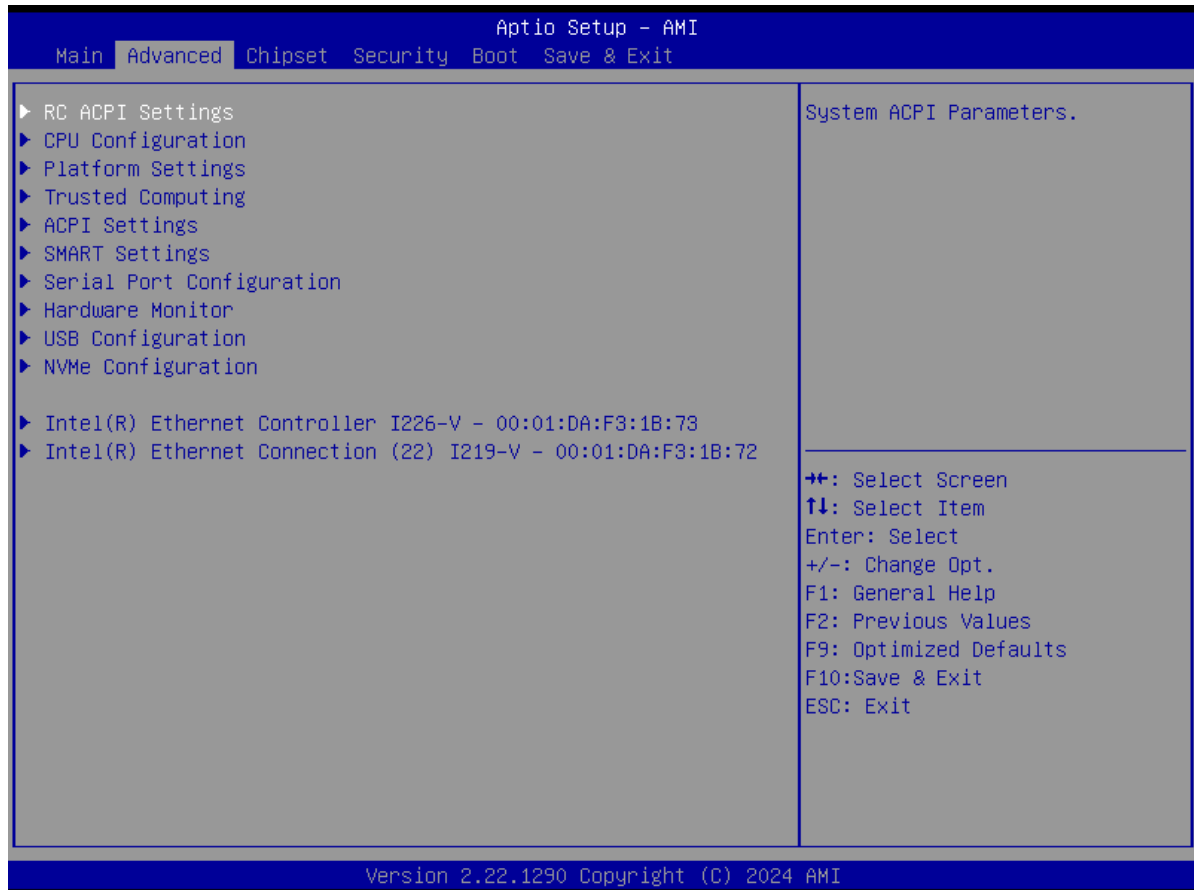 Aptio Setup - AMI
Main Advanced Chipset Security Boot Save & Exit
RC ACPI Settings
CPU Configuration
Platform Settings
Trusted Computing
ACPI Settings
SMART Settings
Serial Port Configuration
Hardware Monitor
USB Configuration
NVMe Configuration
Intel(R) Ethernet Controller I226-V - 00:01:DA:F3:1B:73
Intel(R) Ethernet Connection (22) I219-V - 00:01:DA:F3:1B:72
System ACPI Parameters.
→←: Select Screen
↑↓: Select Item
Enter: Select
+/-: Change Opt.
F1: General Help
F2: Previous Values
F9: Optimized Defaults
F10:Save & Exit
ESC: Exit
Version 2.22.1290 Copyright (C) 2024 AMI